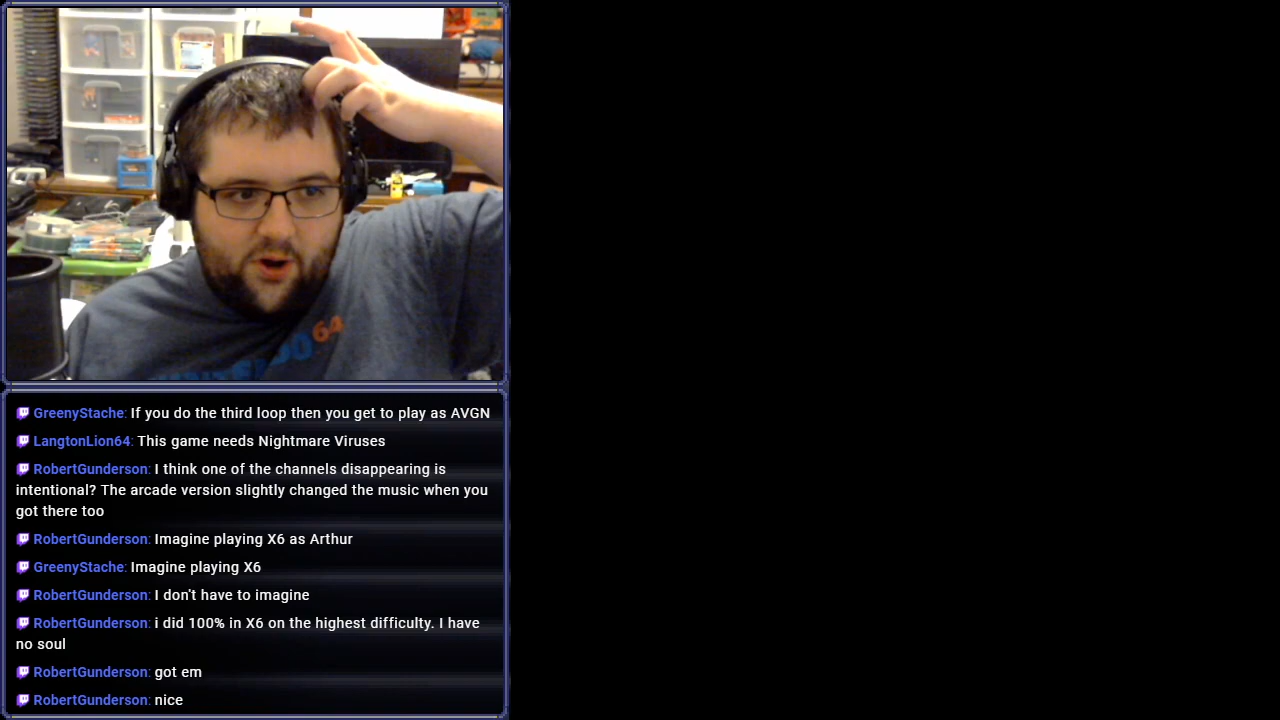 64
GreenyStache: If you do the third loop then you get to play as AVGN
LangtonLion64: This game needs Nightmare Viruses
RobertGunderson: I think one of the channels disappearing is
intentional? The arcade version slightly changed the music when you
got there too
RobertGunderson: Imagine playing X6 as Arthur
GreenyStache: Imagine playing X6
RobertGunderson: I don't have to imagine
RobertGunderson: i did 100% in X6 on the highest difficulty. I have
no soul
RobertGunderson: got em
RobertGunderson: nice